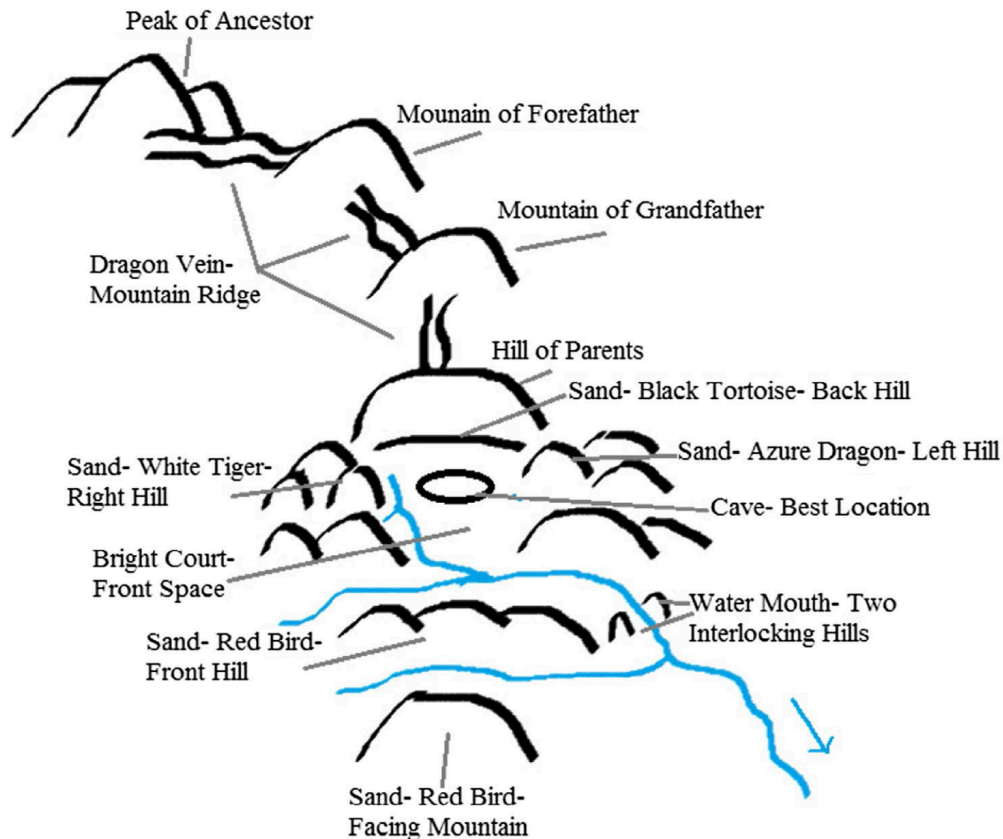 Peak of Ancestor
Mounain of Forefather
Mountain of Grandfather
Dragon Vein-
Mountain Ridge
Hill of Parents
Sand- Black Tortoise- Back Hill
Sand- White Tiger-
Right Hill
Sand- Azure Dragon- Left Hill
Cave- Best Location
Bright Court-
Front Space
Water Mouth- Two
Interlocking Hills
Sand- Red Bird-
Front Hill
Sand- Red Bird-
Facing Mountain